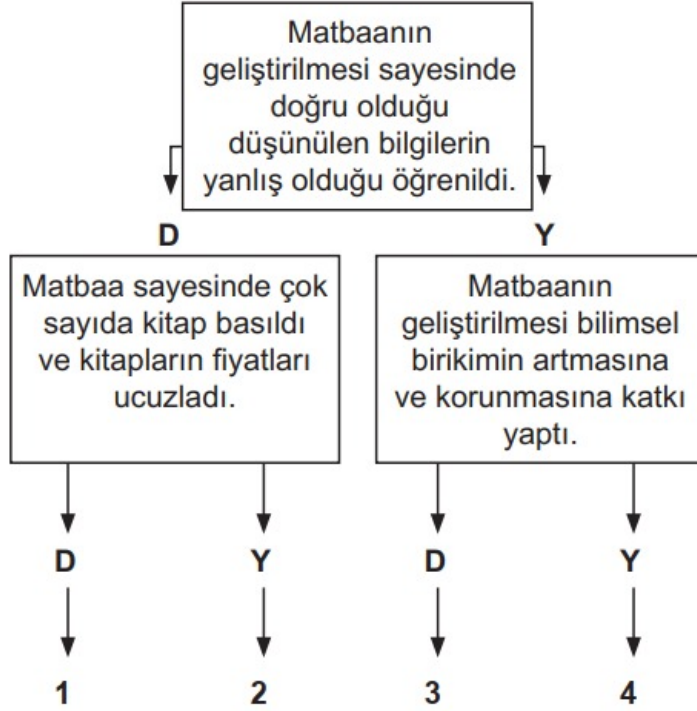 Matbaanın
geliştirilmesi sayesinde
doğru olduğu
düşünülen bilgilerin
yanlış olduğu öğrenildi.
D
Y
Matbaa sayesinde çok
sayıda kitap basıldı
ve kitapların fiyatları
ucuzladı.
Matbaanın
geliştirilmesi bilimsel
birikimin artmasına
ve korunmasına katkı
yaptı.
D
Y
D
Y
1
2
3
4